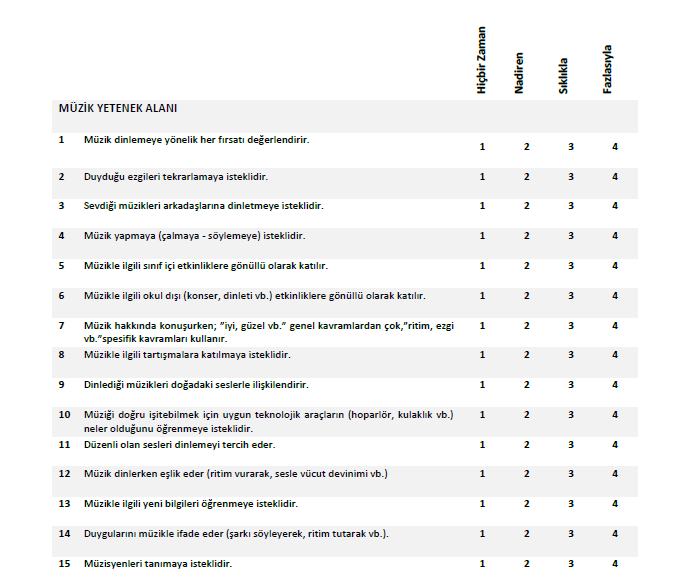 Hiçbir Zaman Nadiren Sıklıkla Fazlasıyla
MÜZİK YETENEK ALANI
1 Müzik dinlemeye yönelik her fırsatı değerlendirir. 1 2 3 4
2 Duyduğu ezgileri tekrarlamaya isteklidir. 1 2 3 4
3 Sevdiği müzikleri arkadaşlarına dinletmeye isteklidir. 1 2 3 4
4 Müzik yapmaya (çalmaya - söylemeye) isteklidir. 1 2 3 4
5 Müzikle ilgili sınıf içi etkinliklere gönüllü olarak katılır. 1 2 3 4
6 Müzikle ilgili okul dışı (konser, dinleti vb.) etkinliklere gönüllü olarak katılır. 1 2 3 4
7 Müzik hakkında konuşurken; ”iyi, güzel vb.” genel kavramlardan çok,”ritim, ezgi 1 2 3 4
vb.”spesifik kavramları kullanır.
8 Müzikle ilgili tartışmalara katılmaya isteklidir. 1 2 3 4
9 Dinlediği müzikleri doğadaki seslerle ilişkilendirir. 1 2 3 4
10 Müziği doğru işitebilmek için uygun teknolojik araçların (hoparlör, kulaklık vb.) 1 2 3 4
neler olduğunu öğrenmeye isteklidir.
11 Düzenli olan sesleri dinlemeyi tercih eder. 1 2 3 4
12 Müzik dinlerken eşlik eder (ritim vurarak, sesle vücut devinimi vb.) 1 2 3 4
13 Müzikle ilgili yeni bilgileri öğrenmeye isteklidir. 1 2 3 4
14 Duygularını müzikle ifade eder (şarkı söyleyerek, ritim tutarak vb.). 1 2 3 4
15 Müzisyenleri tanımaya isteklidir. 1 2 3 4